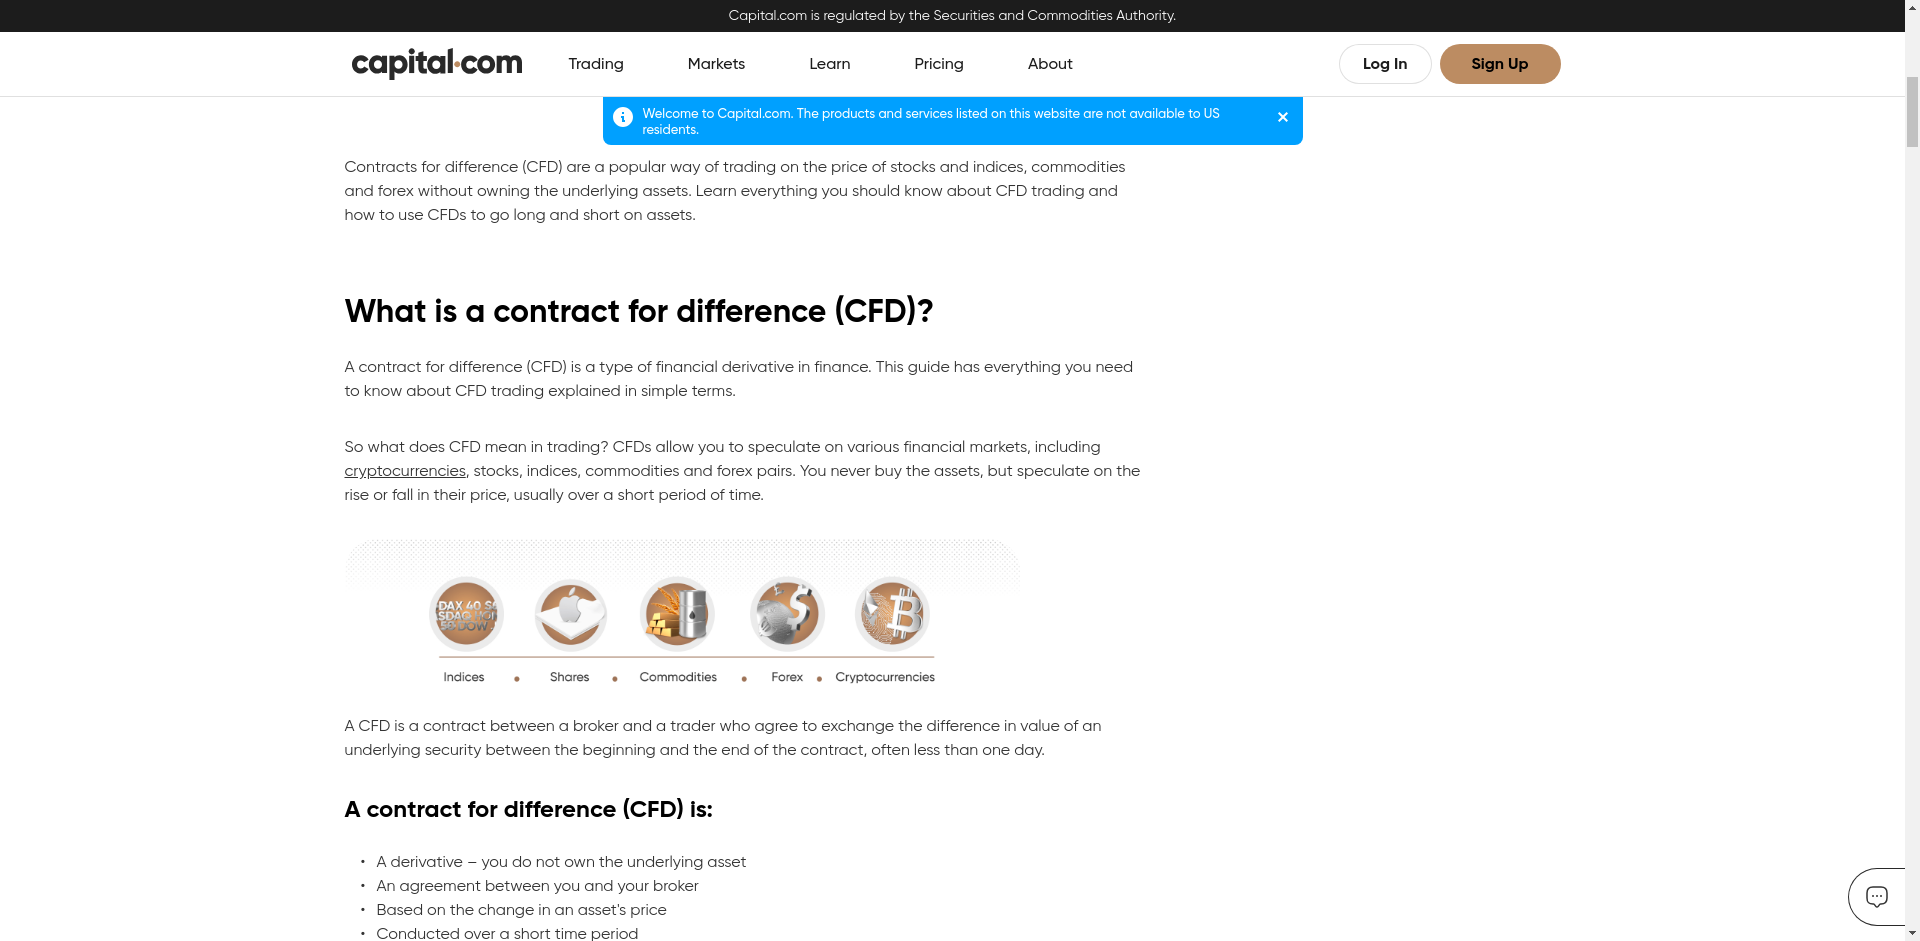 Capital.com is regulated by the Securities and Commodities Authority.
capital.com
Trading
Markets
Learn
Pricing
About
Log In
Sign Up
Welcome to Capital.com. The products and services listed on this website are not available to US
residents.
Contracts for difference (CFD) are a popular way of trading on the price of stocks and indices, commodities
and forex without owning the underlying assets. Learn everything you should know about CFD trading and
how to use CFDs to go long and short on assets.
What is a contract for difference (CFD)?
A contract for difference (CFD) is a type of financial derivative in finance. This guide has everything you need
to know about CFD trading explained in simple terms.
So what does CFD mean in trading? CFDs allow you to speculate on various financial markets, including
cryptocurrencies, stocks, indices, commodities and forex pairs. You never buy the assets, but speculate on the
rise or fall in their price, usually over a short period of time.
DAX 40
Indices • Shares • Commodities • Forex • Cryptocurrencies
A CFD is a contract between a broker and a trader who agree to exchange the difference in value of an
underlying security between the beginning and the end of the contract, often less than one day.
A contract for difference (CFD) is:
• A derivative – you do not own the underlying asset
• An agreement between you and your broker
• Based on the change in an asset's price
• Conducted over a short time period